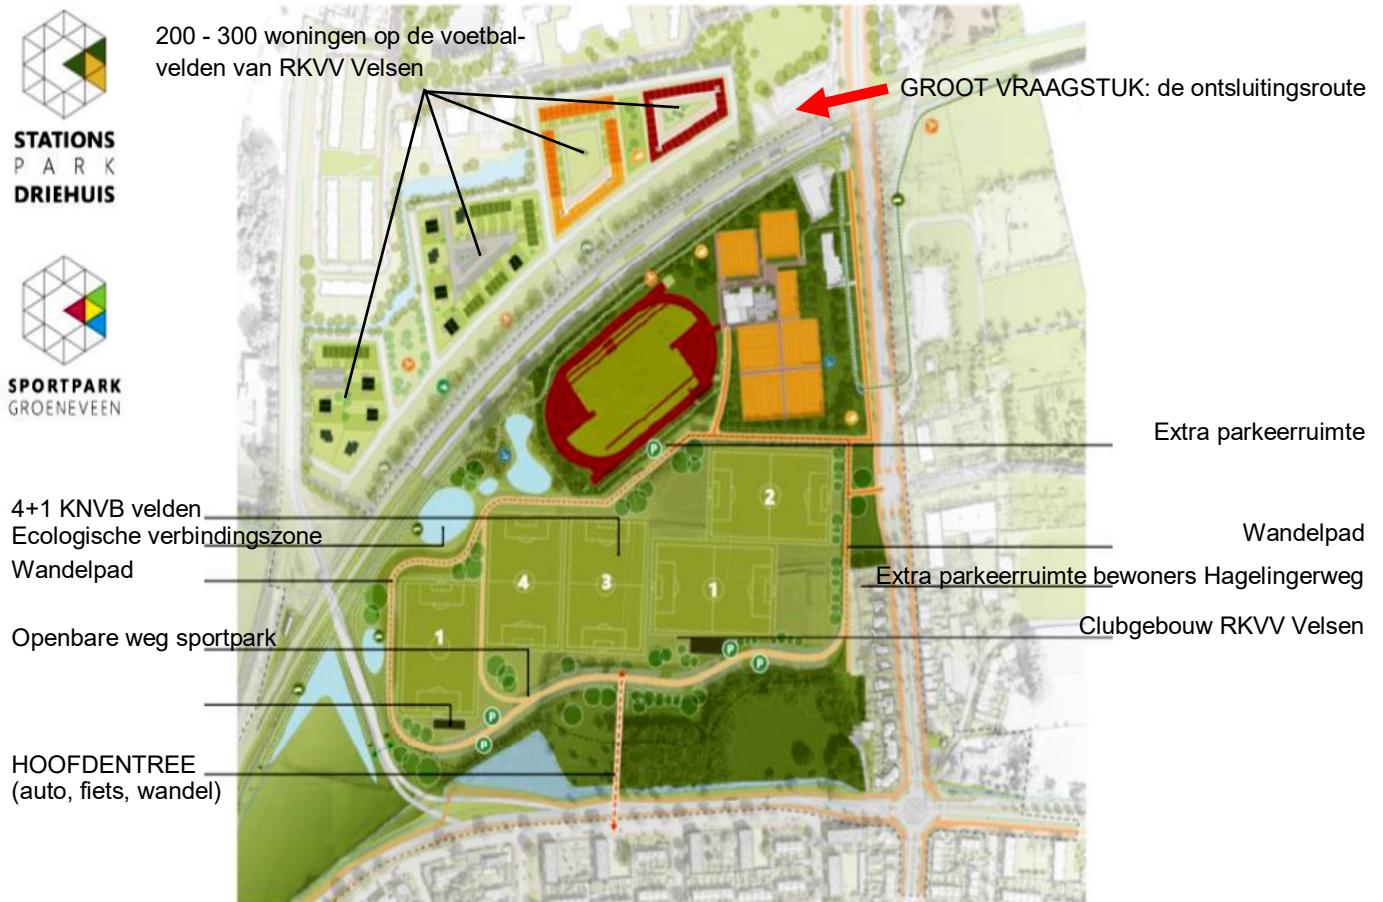 STATIONS
PARK
DRIEHUIS
200 - 300 woningen op de voetbal-
velden van RKVV Velsen
GROOT VRAAGSTUK: de ontsluitingsroute
SPORTPARK
GROENEVEEN
Extra parkeerruimte
4+1 KNVB velden
Ecologische verbindingszone
Wandelpad
Wandelpad
Extra parkeerruimte bewoners Hagelingerweg
Openbare weg sportpark
Clubgebouw RKVV Velsen
HOOFDENTREE
(auto, fiets, wandel)
P
2
4
3
1
1
P
P
P
P